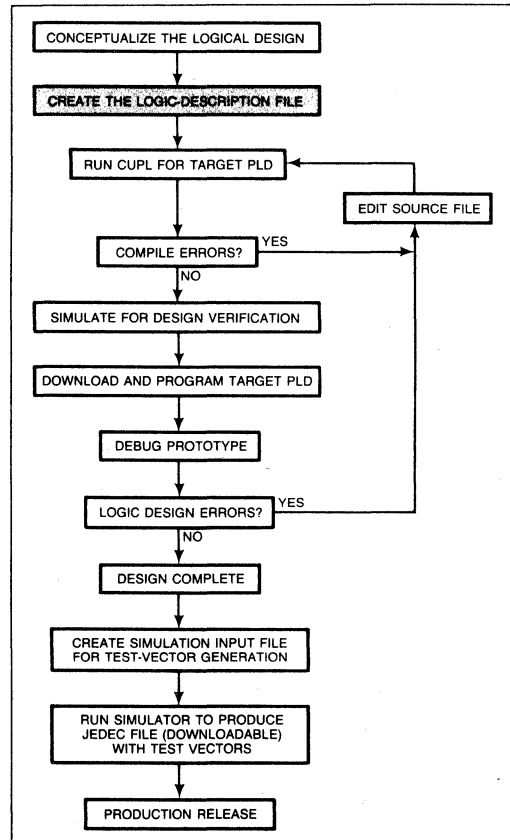 CONCEPTUALIZE THE LOGICAL DESIGN
CREATE THE LOGIC-DESCRIPTION FILE
RUN CUPL FOR TARGET PLD
EDIT SOURCE FILE
COMPILE ERRORS?
YES
NO
SIMULATE FOR DESIGN VERIFICATION
DOWNLOAD AND PROGRAM TARGET PLD
DEBUG PROTOTYPE
LOGIC DESIGN ERRORS?
YES
NO
DESIGN COMPLETE
CREATE SIMULATION INPUT FILE
FOR TEST-VECTOR GENERATION
RUN SIMULATOR TO PRODUCE
JEDEC FILE (DOWNLOADABLE)
WITH TEST VECTORS
PRODUCTION RELEASE